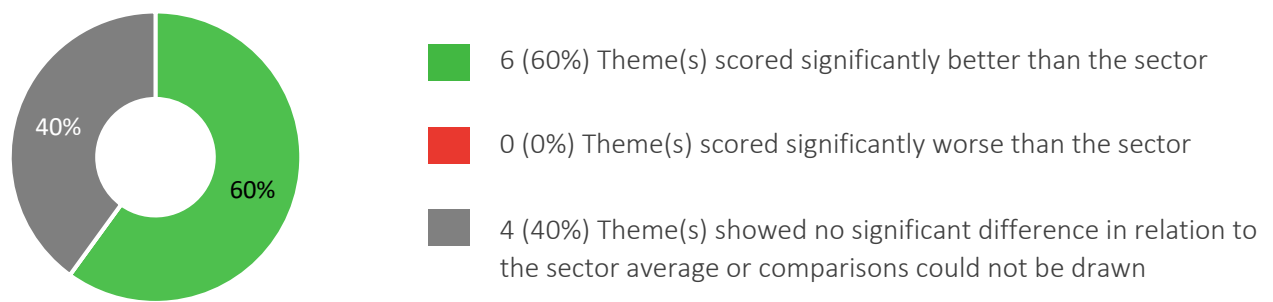 40%
60%
6 (60%) Theme(s) scored significantly better than the sector
0 (0%) Theme(s) scored significantly worse than the sector
4 (40%) Theme(s) showed no significant difference in relation to
the sector average or comparisons could not be drawn